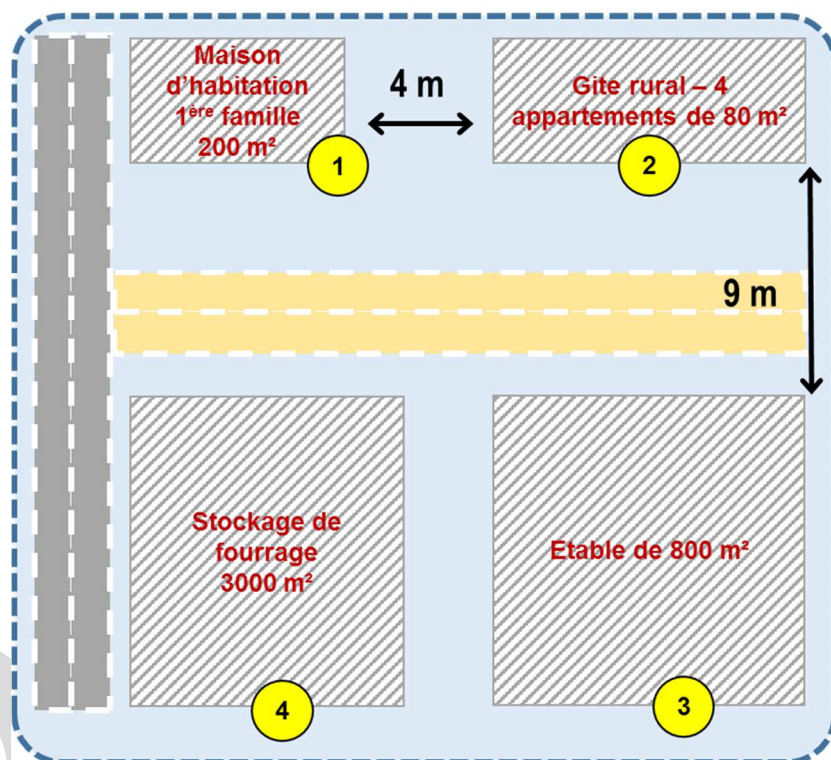 Maison
d'habitation
1ère famille
200 m²
1
4 m
Gite rural – 4
appartements de 80 m²
2
9 m
Stockage de
fourrage
3000 m²
4
Etable de 800 m²
3